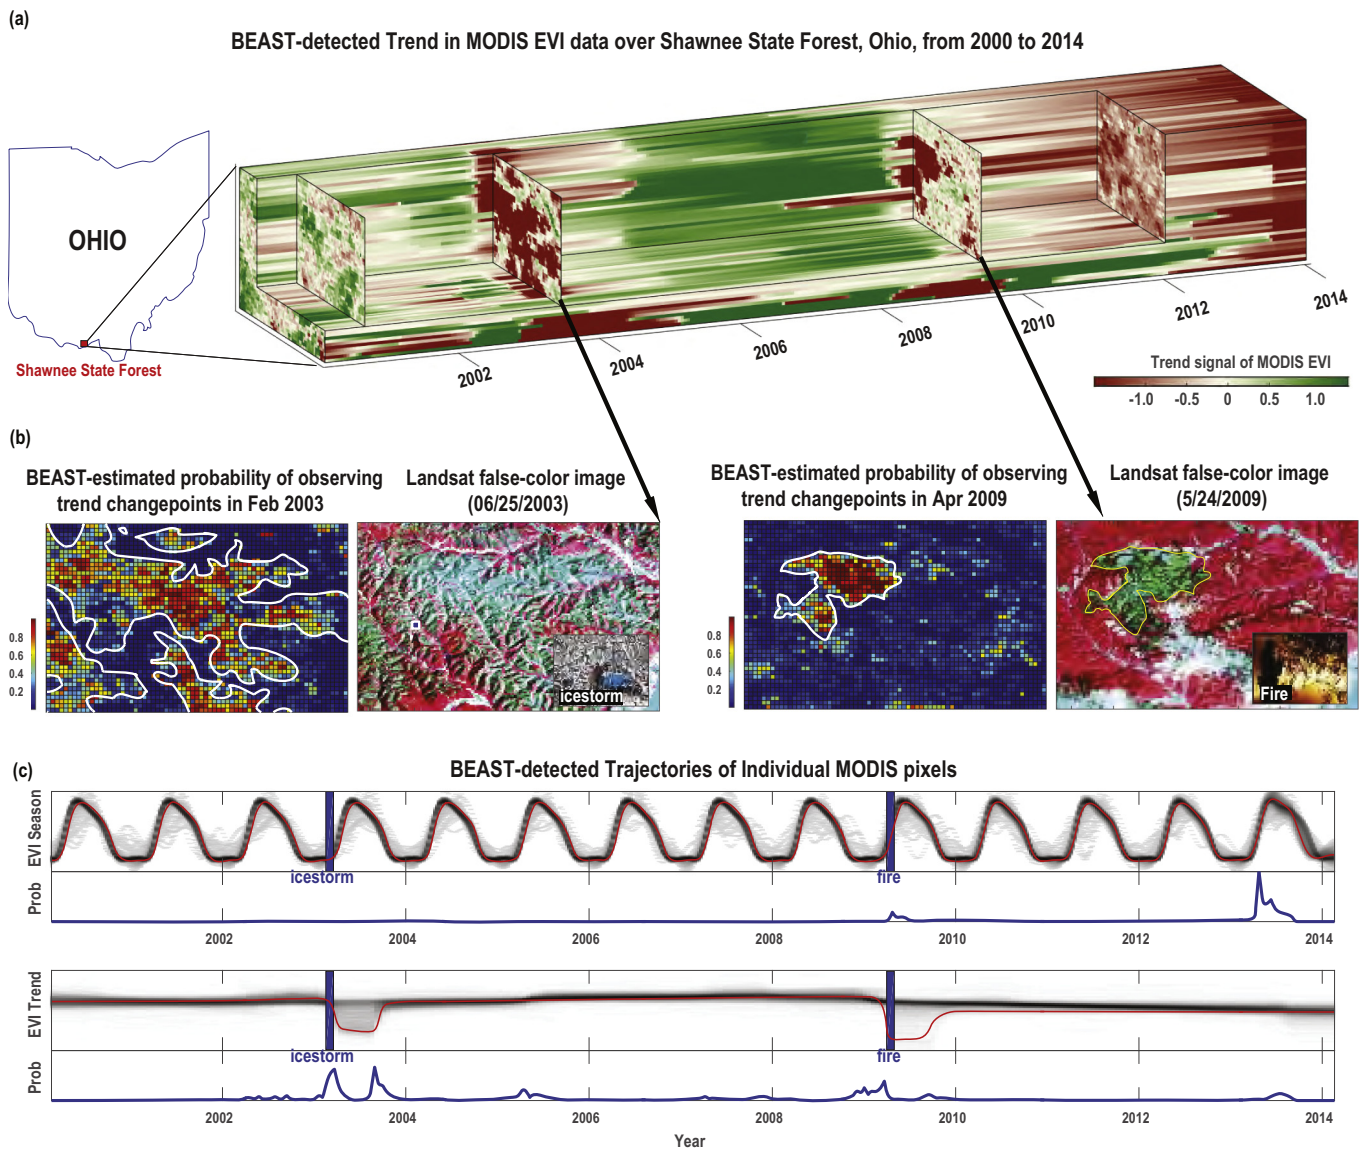 (a)
BEAST-detected Trend in MODIS EVI data over Shawnee State Forest, Ohio, from 2000 to 2014
OHIO
Shawnee State Forest
2002
2004
2006
2008
2010
2012
2014
Trend signal of MODIS EVI
-1.0 -0.5 0 0.5 1.0
(b)
BEAST-estimated probability of observing
trend changepoints in Feb 2003
Landsat false-color image
(06/25/2003)
BEAST-estimated probability of observing
trend changepoints in Apr 2009
Landsat false-color image
(5/24/2009)
0.8
0.6
0.4
0.2
icestorm
0.8
0.6
0.4
0.2
Fire
(c)
BEAST-detected Trajectories of Individual MODIS pixels
EVI Season
icestorm
fire
Prob
2002 2004 2006 2008 2010 2012 2014
EVI Trend
icestorm
fire
Prob
2002 2004 2006 2008 2010 2012 2014
Year